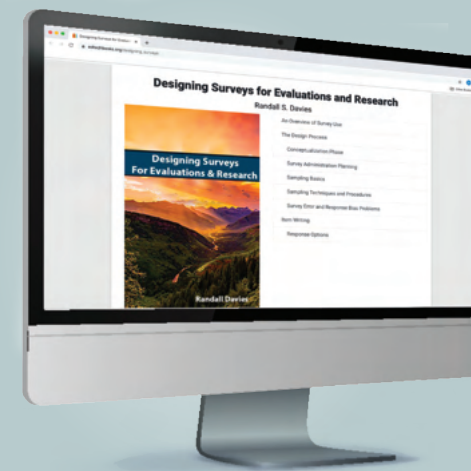 Designing Surveys for Evaluations and Research
Randall S. Davies
An Overview of Survey Use
The Design Process
Conceptualization Phase
Survey Administration Planning
Sampling Basics
Sampling Techniques and Procedures
Survey Error and Response Bias Problems
Item Writing
Response Options
Designing Surveys
For Evaluations & Research
Randall Davies